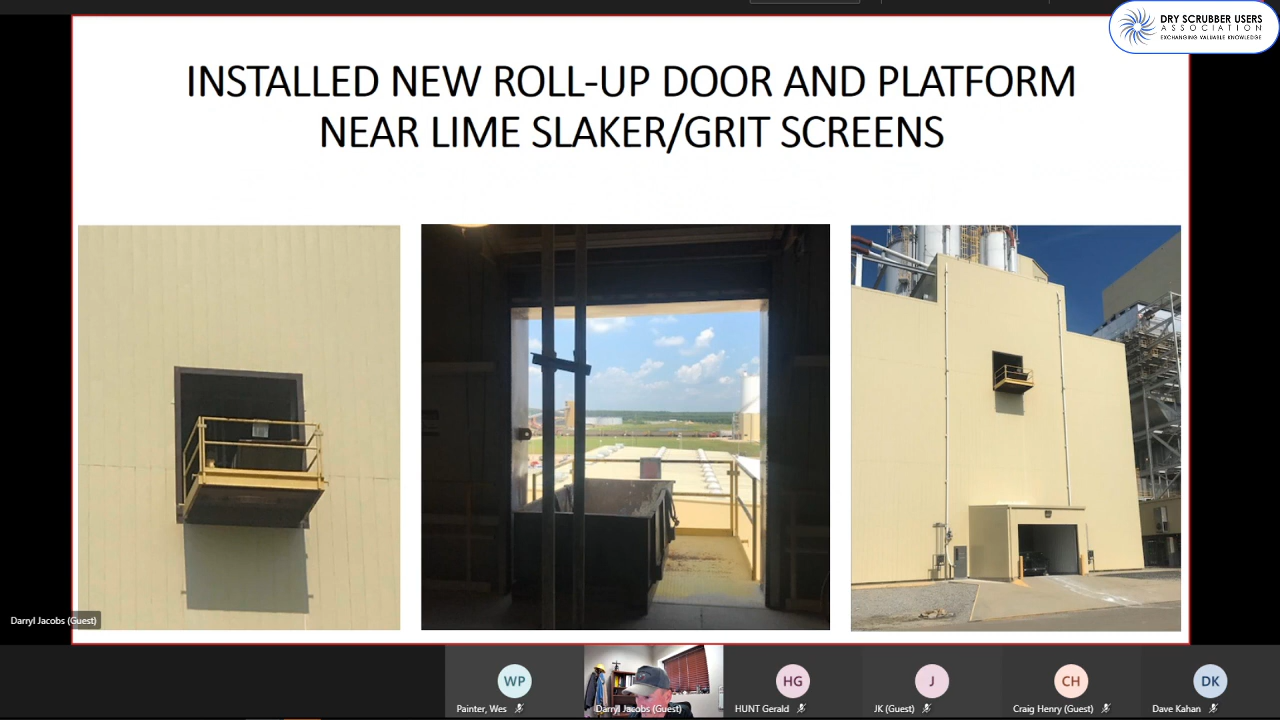 DRY SCRUBBER USERS
ASSOCIATION
EXCHANGING VALUABLE KNOWLEDGE
INSTALLED NEW ROLL-UP DOOR AND PLATFORM
NEAR LIME SLAKER/GRIT SCREENS
Darryl Jacobs (Guest)
WP
HG
J
CH
DK
Painter, Wes
Darryl Jacobs (Guest)
HUNT Gerald
JK (Guest)
Craig Henry (Guest)
Dave Kahan